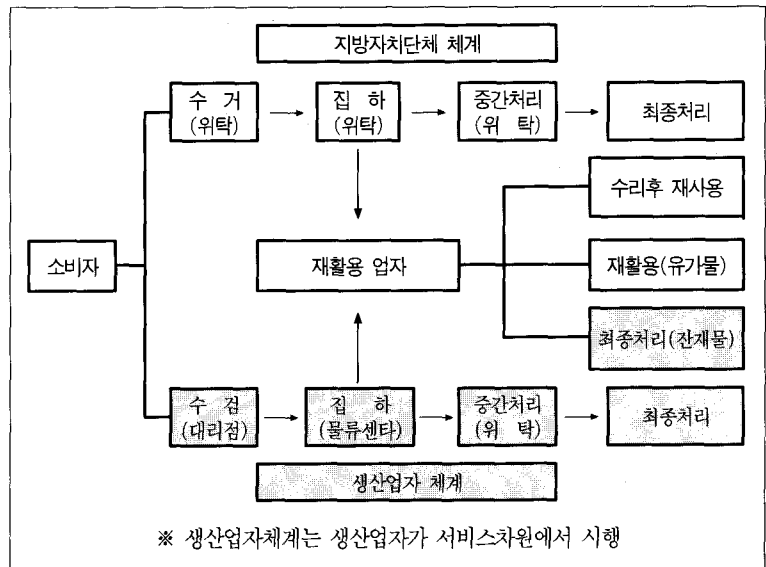 지방자치단체 체계
수 거
(위탁)
집 하
(위탁)
중간처리
(위 탁)
최종처리
수리후 재사용
소비자
재활용 업자
재활용(유가물)
최종처리(잔재물)
수 점
(대리점)
집 하
(물류센타)
중간처리
(위 탁)
최종처리
생산업자 체계
※ 생산업자체계는 생산업자가 서비스차원에서 시행